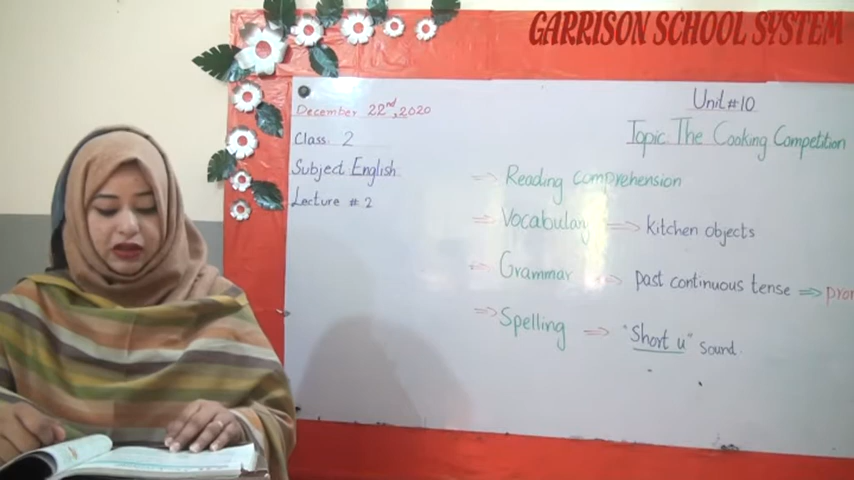 GARRISON SCHOOL SYSTEM
December 22nd, 2020
Class. 2
Subject English
Lecture # 2
Unit # 10
Topic. The Cooking Competition
⇒ Reading comprehension
⇒ Vocabulary ⇒ kitchen objects
⇒ Grammar ⇒ past continuous tense ⇒
⇒ Spelling ⇒ "Short u" sound.